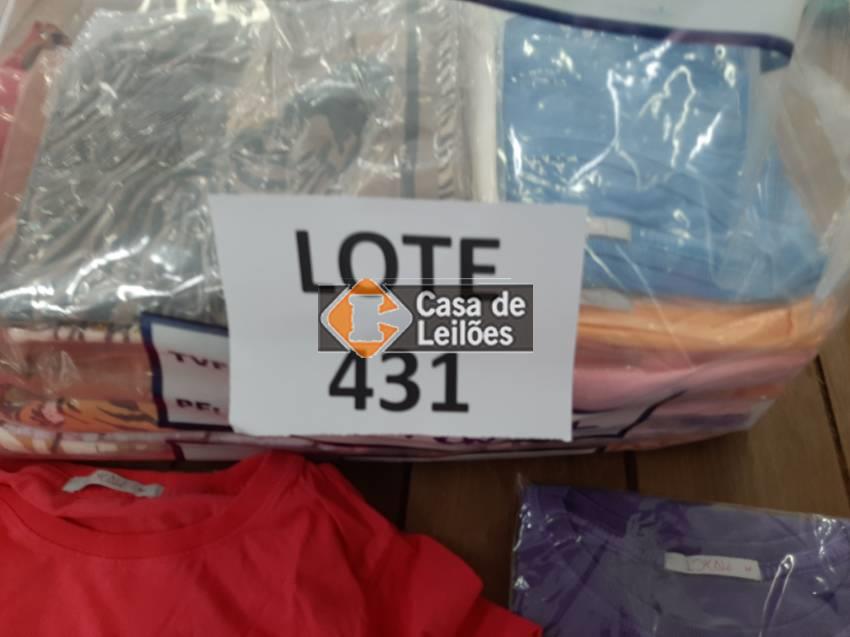 LOTE
Casa de
Leilões
431